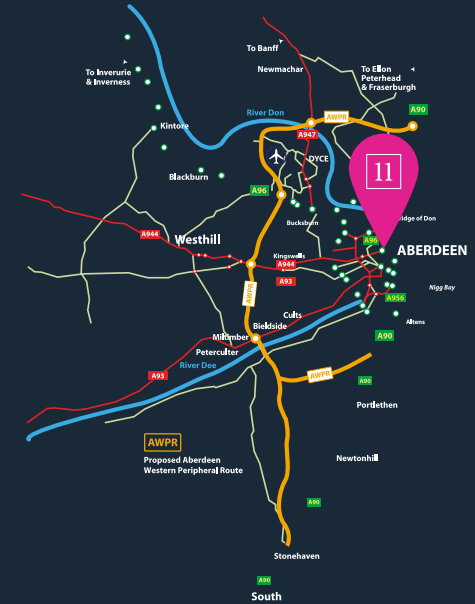 To Banff
To Inverurie
& Inverness
Newmachar
To Ellon
Peterhead
& Fraserburgh
A90
River Don
AWPR
Kintore
A947
DYCE
11
Blackburn
A96
Bucksburn
ridge of Don
A96
A944
Westhill
Kingswells
A944
ABERDEEN
A93
Nigg Bay
AWPR
A956
Cults
Bieldside
Altens
Miltimber
A90
Peterculter
River Dee
A93
AWPR
A90
Portlethen
AWPR
Proposed Aberdeen
Western Peripheral Route
Newtonhill
A90
Stonehaven
A90
South